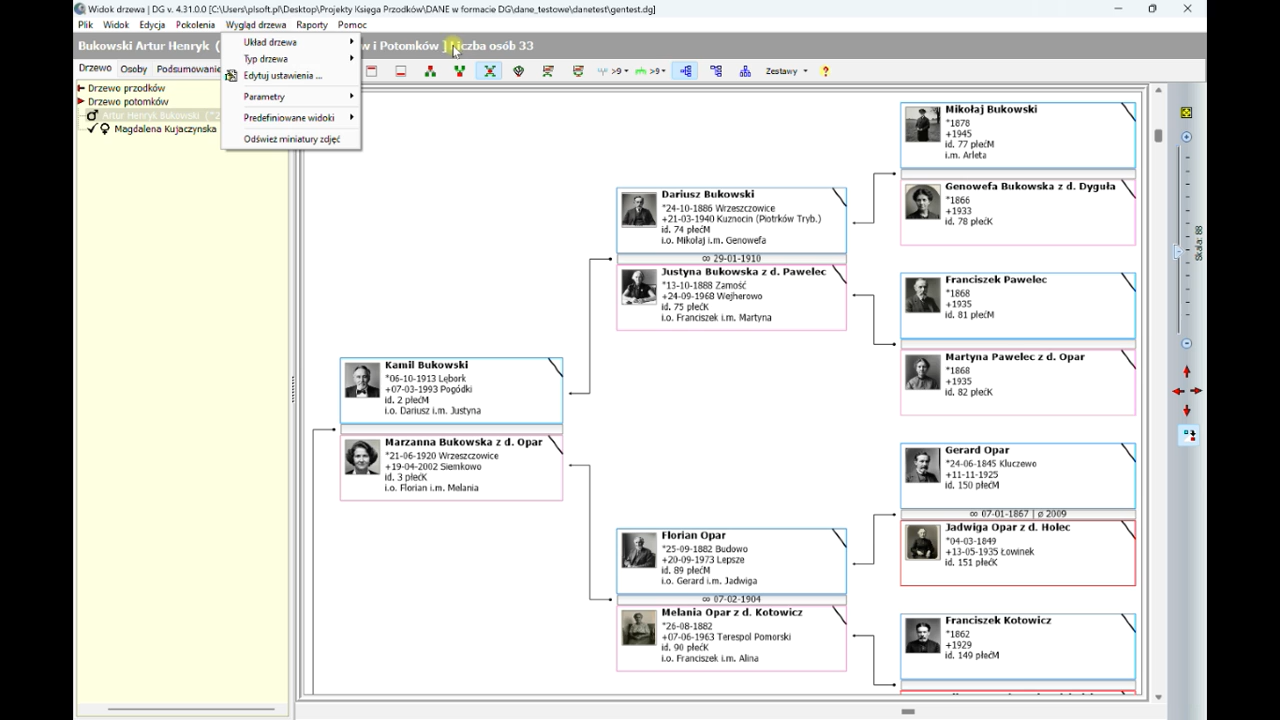 Widok drzewa | DG v. 4.31.0.0 [C:\Users\plsoft.pl\Desktop\Projekty Księga Przodków\DANE w formacie DG\dane_testowe\danetest\gentest.dg]
Plik Widok Edycja Pokolenia Wygląd drzewa Raporty Pomoc
Bukowski Artur Henryk ( w i Potomków ] Liczba osób 33
Drzewo Osoby Podsumowanie
>9 >9 Zestawy ?
Układ drzewa
Typ drzewa
Edytuj ustawienia ...
Parametry
Predefiniowane widoki
Odśwież miniatury zdjęć
Drzewo przodków
Drzewo potomków
Artur Henryk Bukowski (*2
Magdalena Kujaczynska
Kamil Bukowski
*06-10-1913 Lębork
+07-03-1993 Pogódki
id. 2 płećM
i.o. Dariusz i.m. Justyna
Marzanna Bukowska z d. Opar
*21-06-1920 Wrzeszczowice
+19-04-2002 Siemkowo
id. 3 płećK
i.o. Florian i.m. Melania
Dariusz Bukowski
*24-10-1886 Wrzeszczowice
+21-03-1940 Kuznocin (Piotrków Tryb.)
id. 74 płećM
i.o. Mikołaj i.m. Genowefa
∞ 29-01-1910
Justyna Bukowska z d. Pawelec
*13-10-1888 Zamość
+24-09-1968 Wejherowo
id. 75 płećK
i.o. Franciszek i.m. Martyna
Florian Opar
*25-09-1882 Budowo
+20-09-1973 Lepsze
id. 89 płećM
i.o. Gerard i.m. Jadwiga
∞ 07-02-1904
Melania Opar z d. Kotowicz
*26-08-1882
+07-06-1963 Terespol Pomorski
id. 90 płećK
i.o. Franciszek i.m. Alina
Mikołaj Bukowski
*1878
+1945
id. 77 płećM
i.m. Arleta
Genowefa Bukowska z d. Dyguła
*1866
+1933
id. 78 płećK
Franciszek Pawelec
*1868
+1935
id. 81 płećM
Martyna Pawelec z d. Opar
*1868
+1935
id. 82 płećK
Gerard Opar
*24-06-1845 Kluczewo
+11-11-1925
id. 150 płećM
∞ 07-01-1867 | ø 2009
Jadwiga Opar z d. Holec
*04-03-1849
+13-05-1935 Łowinek
id. 151 płećK
Franciszek Kotowicz
*1862
+1929
id. 149 płećM
Skala: 88